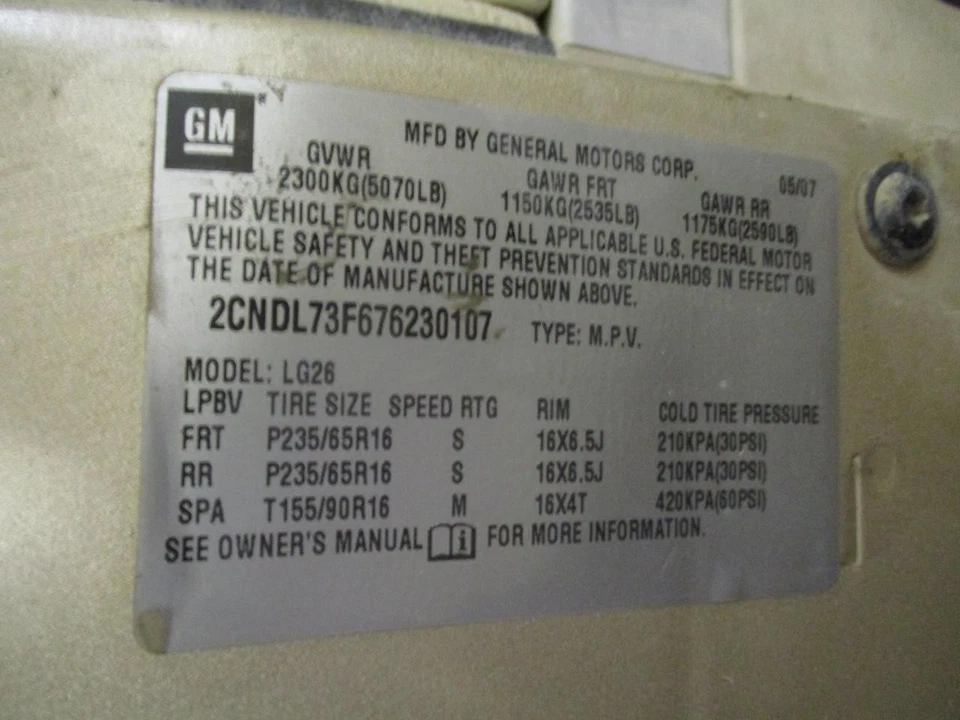 GM
MFD BY GENERAL MOTORS CORP. 05/07
GVWR GAWR FRT GAWR RR
2300KG(5070LB) 1150KG(2535LB) 1175KG(2590LB)
THIS VEHICLE CONFORMS TO ALL APPLICABLE U.S. FEDERAL MOTOR
VEHICLE SAFETY AND THEFT PREVENTION STANDARDS IN EFFECT ON
THE DATE OF MANUFACTURE SHOWN ABOVE.
2CNDL73F676230107 TYPE: M.P.V.
MODEL: LG26
LPBV TIRE SIZE SPEED RTG RIM COLD TIRE PRESSURE
FRT P235/65R16 S 16X6.5J 210KPA(30PSI)
RR P235/65R16 S 16X6.5J 210KPA(30PSI)
SPA T155/90R16 M 16X4T 420KPA(60PSI)
SEE OWNER'S MANUAL i FOR MORE INFORMATION.